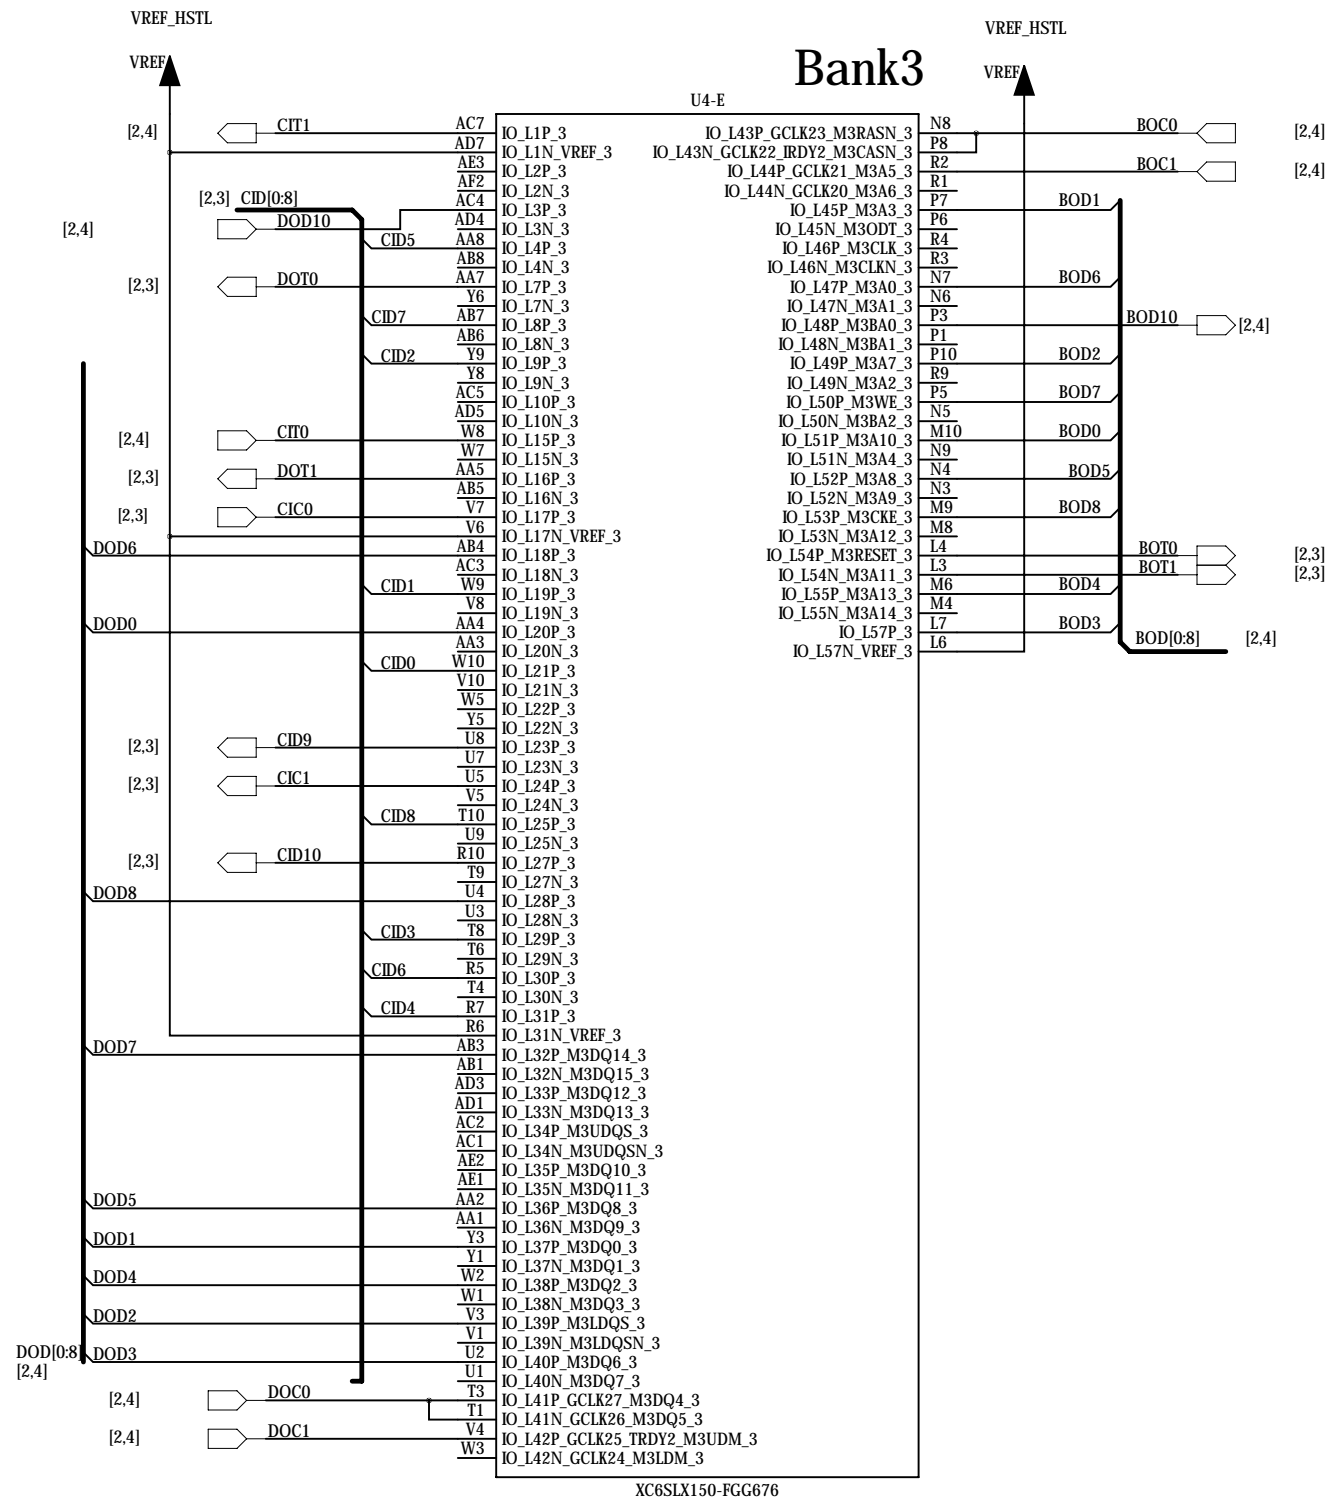 VREF_HSTL
VREF
Bank3
VREF_HSTL
VREF
U4-E
[2,4] CIT1 AC7 IO_L1P_3
AD7 IO_L1N_VREF_3
AE3 IO_L2P_3
AF2 IO_L2N_3
[2,3] CID[0:8] AC4 IO_L3P_3
[2,4] DOD10 AD4 IO_L3N_3
CID5 AA8 IO_L4P_3
AB8 IO_L4N_3
[2,3] DOT0 AA7 IO_L7P_3
Y6 IO_L7N_3
CID7 AB7 IO_L8P_3
AB6 IO_L8N_3
CID2 Y9 IO_L9P_3
Y8 IO_L9N_3
AC5 IO_L10P_3
AD5 IO_L10N_3
[2,4] CIT0 W8 IO_L15P_3
W7 IO_L15N_3
[2,3] DOT1 AA5 IO_L16P_3
AB5 IO_L16N_3
[2,3] CIC0 V7 IO_L17P_3
V6 IO_L17N_VREF_3
DOD6 AB4 IO_L18P_3
AC3 IO_L18N_3
CID1 W9 IO_L19P_3
V8 IO_L19N_3
DOD0 AA4 IO_L20P_3
AA3 IO_L20N_3
CID0 W10 IO_L21P_3
V10 IO_L21N_3
W5 IO_L22P_3
Y5 IO_L22N_3
[2,3] CID9 U8 IO_L23P_3
U7 IO_L23N_3
[2,3] CIC1 U5 IO_L24P_3
V5 IO_L24N_3
CID8 T10 IO_L25P_3
U9 IO_L25N_3
[2,3] CID10 R10 IO_L27P_3
T9 IO_L27N_3
DOD8 U4 IO_L28P_3
U3 IO_L28N_3
CID3 T8 IO_L29P_3
T6 IO_L29N_3
CID6 R5 IO_L30P_3
T4 IO_L30N_3
CID4 R7 IO_L31P_3
R6 IO_L31N_VREF_3
DOD7 AB3 IO_L32P_M3DQ14_3
AB1 IO_L32N_M3DQ15_3
AD3 IO_L33P_M3DQ12_3
AD1 IO_L33N_M3DQ13_3
AC2 IO_L34P_M3UDQS_3
AC1 IO_L34N_M3UDQSN_3
AE2 IO_L35P_M3DQ10_3
AE1 IO_L35N_M3DQ11_3
DOD5 AA2 IO_L36P_M3DQ8_3
AA1 IO_L36N_M3DQ9_3
DOD1 Y3 IO_L37P_M3DQ0_3
Y1 IO_L37N_M3DQ1_3
DOD4 W2 IO_L38P_M3DQ2_3
W1 IO_L38N_M3DQ3_3
DOD2 V3 IO_L39P_M3LDQS_3
V1 IO_L39N_M3LDQSN_3
DOD[0:8] DOD3 U2 IO_L40P_M3DQ6_3
[2,4] U1 IO_L40N_M3DQ7_3
[2,4] DOC0 T3 IO_L41P_GCLK27_M3DQ4_3
T1 IO_L41N_GCLK26_M3DQ5_3
[2,4] DOC1 V4 IO_L42P_GCLK25_TRDY2_M3UDM_3
W3 IO_L42N_GCLK24_M3LDM_3
IO_L43P_GCLK23_M3RASN_3 N8 BOC0 [2,4]
IO_L43N_GCLK22_IRDY2_M3CASN_3 P8
IO_L44P_GCLK21_M3A5_3 R2 BOC1 [2,4]
IO_L44N_GCLK20_M3A6_3 R1
IO_L45P_M3A3_3 P7 BOD1
IO_L45N_M3ODT_3 P6
IO_L46P_M3CLK_3 R4
IO_L46N_M3CLKN_3 R3
IO_L47P_M3A0_3 N7 BOD6
IO_L47N_M3A1_3 N6
IO_L48P_M3BA0_3 P3 BOD10 [2,4]
IO_L48N_M3BA1_3 P1
IO_L49P_M3A7_3 P10 BOD2
IO_L49N_M3A2_3 R9
IO_L50P_M3WE_3 P5 BOD7
IO_L50N_M3BA2_3 N5
IO_L51P_M3A10_3 M10 BOD0
IO_L51N_M3A4_3 N9
IO_L52P_M3A8_3 N4 BOD5
IO_L52N_M3A9_3 N3
IO_L53P_M3CKE_3 M9 BOD8
IO_L53N_M3A12_3 M8
IO_L54P_M3RESET_3 L4 BOT0 [2,3]
IO_L54N_M3A11_3 L3 BOT1 [2,3]
IO_L55P_M3A13_3 M6 BOD4
IO_L55N_M3A14_3 M4
IO_L57P_3 L7 BOD3
IO_L57N_VREF_3 L6 BOD[0:8] [2,4]
XC6SLX150-FGG676